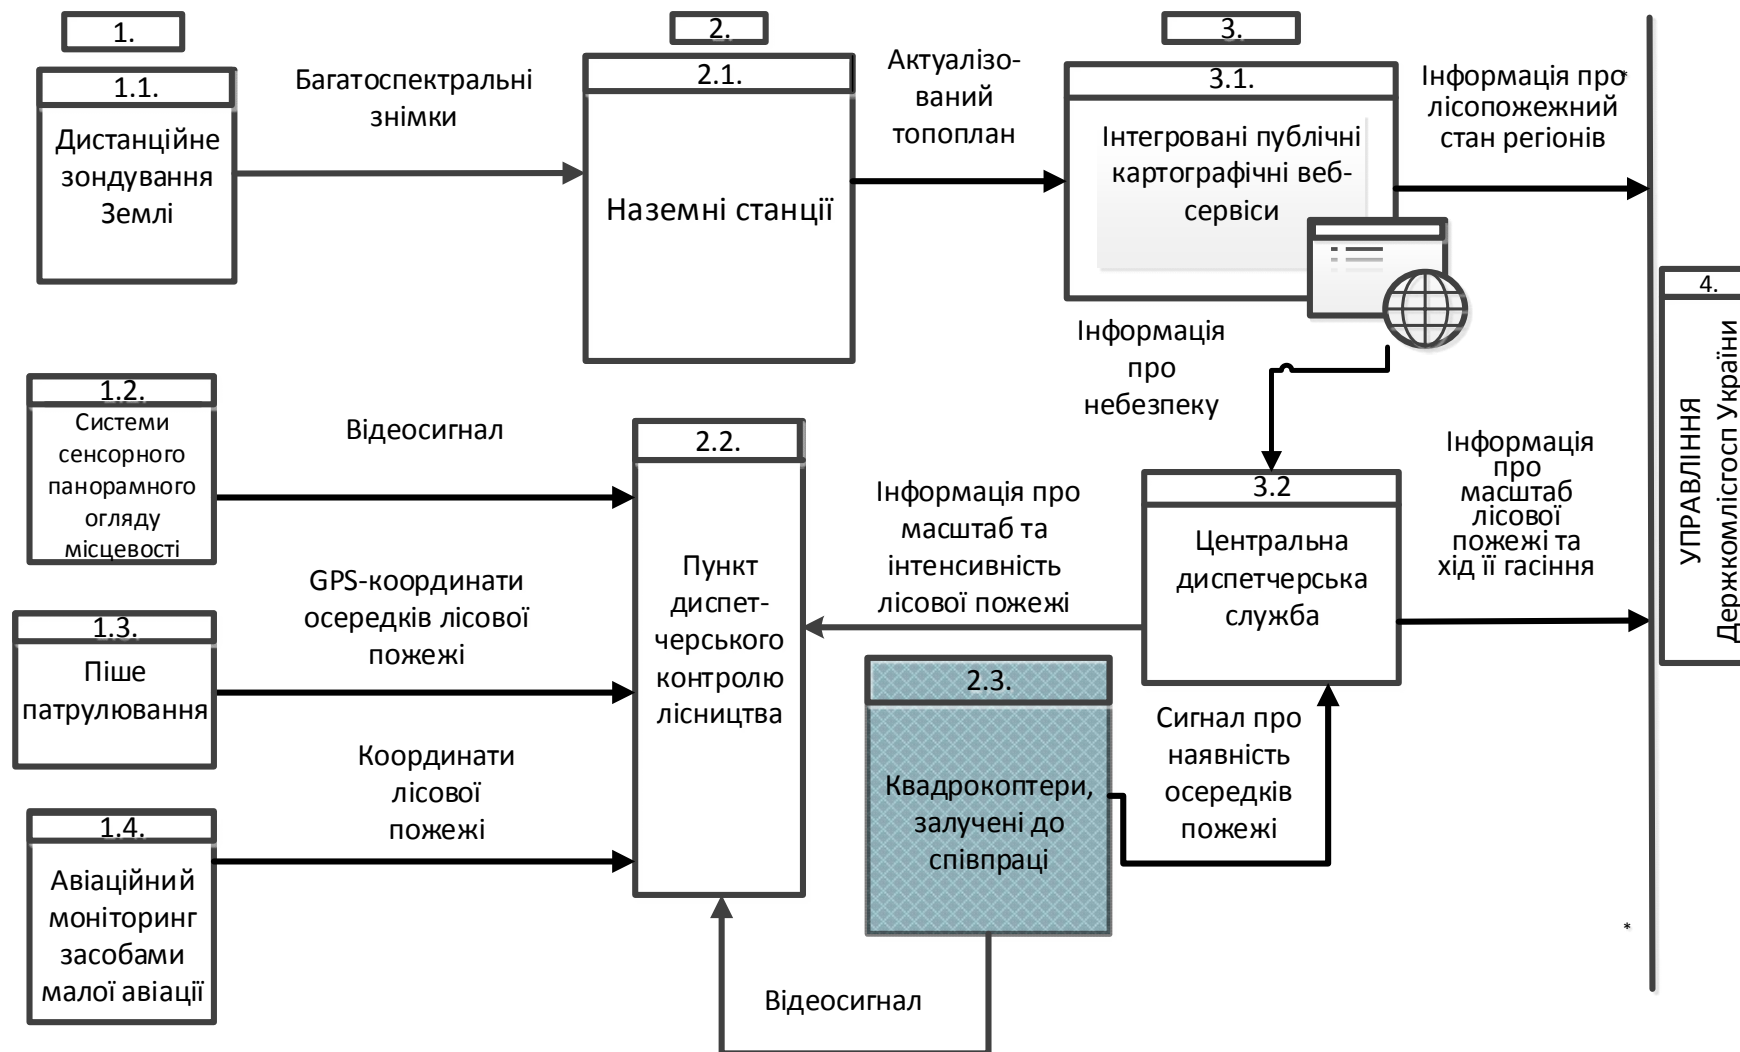 1.
2.
3.
1.1.
Дистанційне
зондування
Землі
Багатоспектральні
знімки
2.1.
Наземні станції
Актуалізо-
ваний
топоплан
3.1.
Інтегровані публічні
картографічні веб-
сервіси
Інформація про*
лісопожежний
стан регіонів
4.
УПРАВЛІННЯ
Держкомлісгосп України
Інформація
про
небезпеку
1.2.
Системи
сенсорного
панорамного
огляду
місцевості
Відеосигнал
2.2.
Пункт
диспет-
черського
контролю
лісництва
Інформація про
масштаб та
інтенсивність
лісової пожежі
3.2
Центральна
диспетчерська
служба
Інформація
про
масштаб
лісової
пожежі та
хід її гасіння
1.3.
Піше
патрулювання
GPS-координати
осередків лісової
пожежі
1.4.
Авіаційний
моніторинг
засобами
малої авіації
Координати
лісової
пожежі
2.3.
Квадрокоптери,
залучені до
співпраці
Сигнал про
наявність
осередків
пожежі
*
Відеосигнал